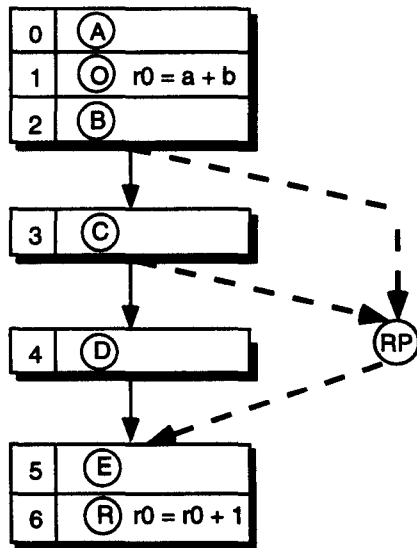 0 A
1 O r0 = a + b
2 B
3 C
4 D
RP
5 E
6 R r0 = r0 + 1